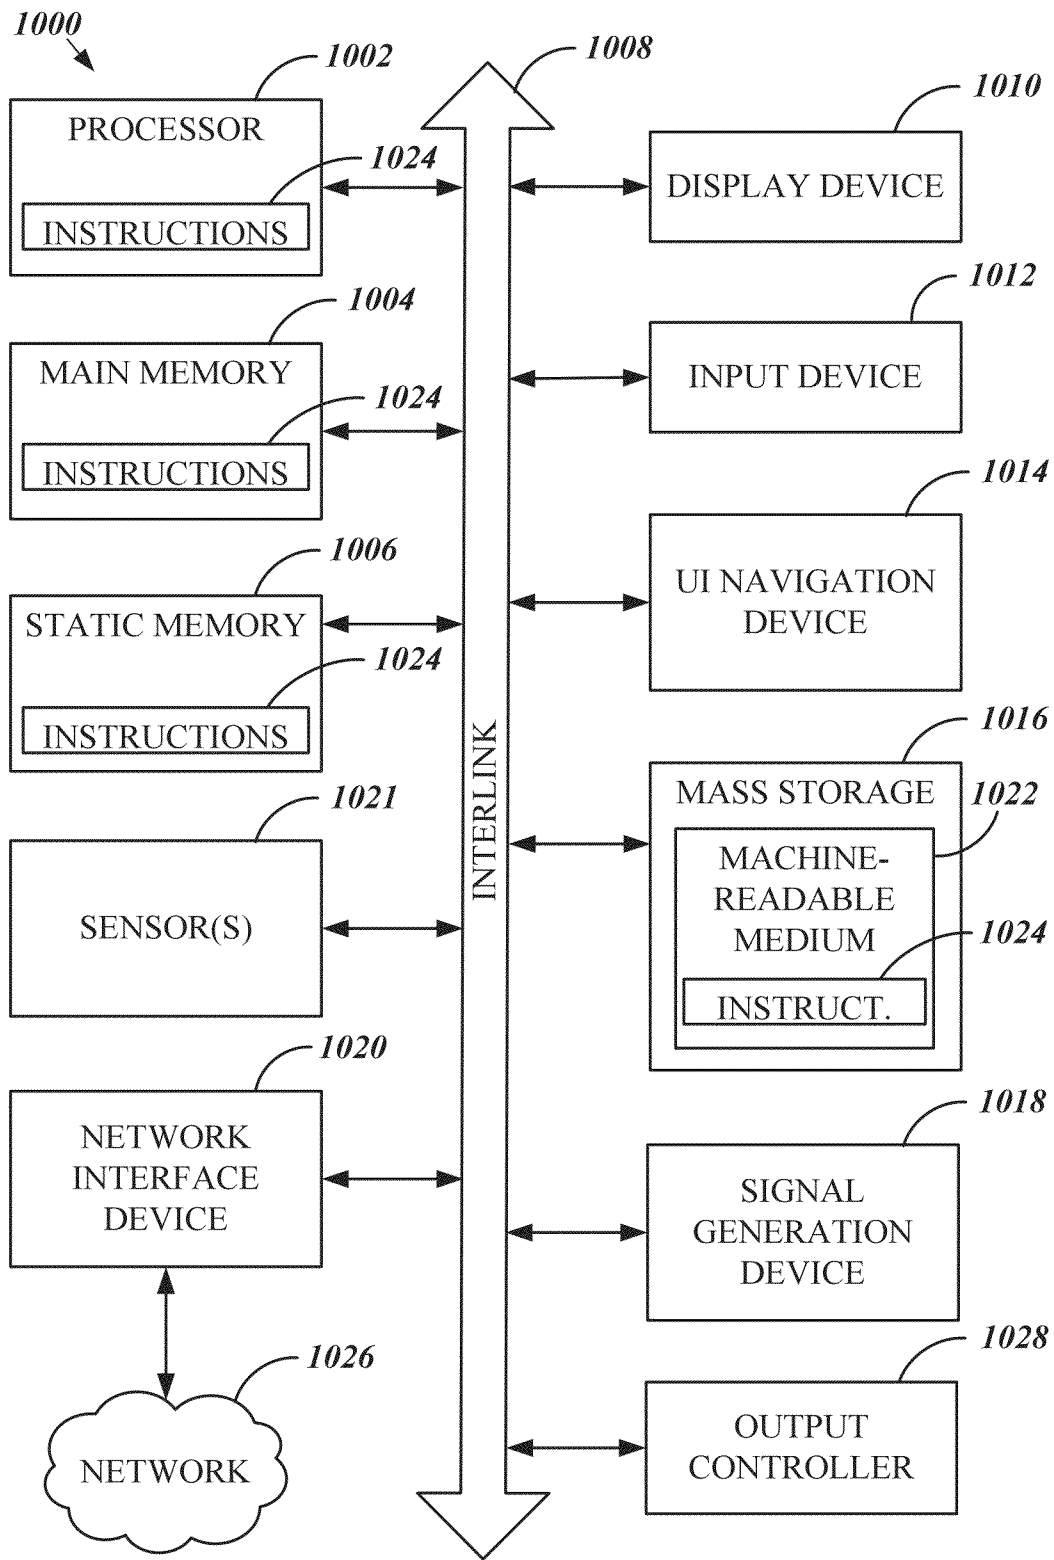 1000
1002
PROCESSOR
1024
INSTRUCTIONS
1004
MAIN MEMORY
1024
INSTRUCTIONS
1006
STATIC MEMORY
1024
INSTRUCTIONS
1021
SENSOR(S)
1020
NETWORK
INTERFACE
DEVICE
1026
NETWORK
1008
INTERLINK
1010
DISPLAY DEVICE
1012
INPUT DEVICE
1014
UI NAVIGATION
DEVICE
1016
MASS STORAGE
1022
MACHINE-
READABLE
MEDIUM
1024
INSTRUCT.
1018
SIGNAL
GENERATION
DEVICE
1028
OUTPUT
CONTROLLER